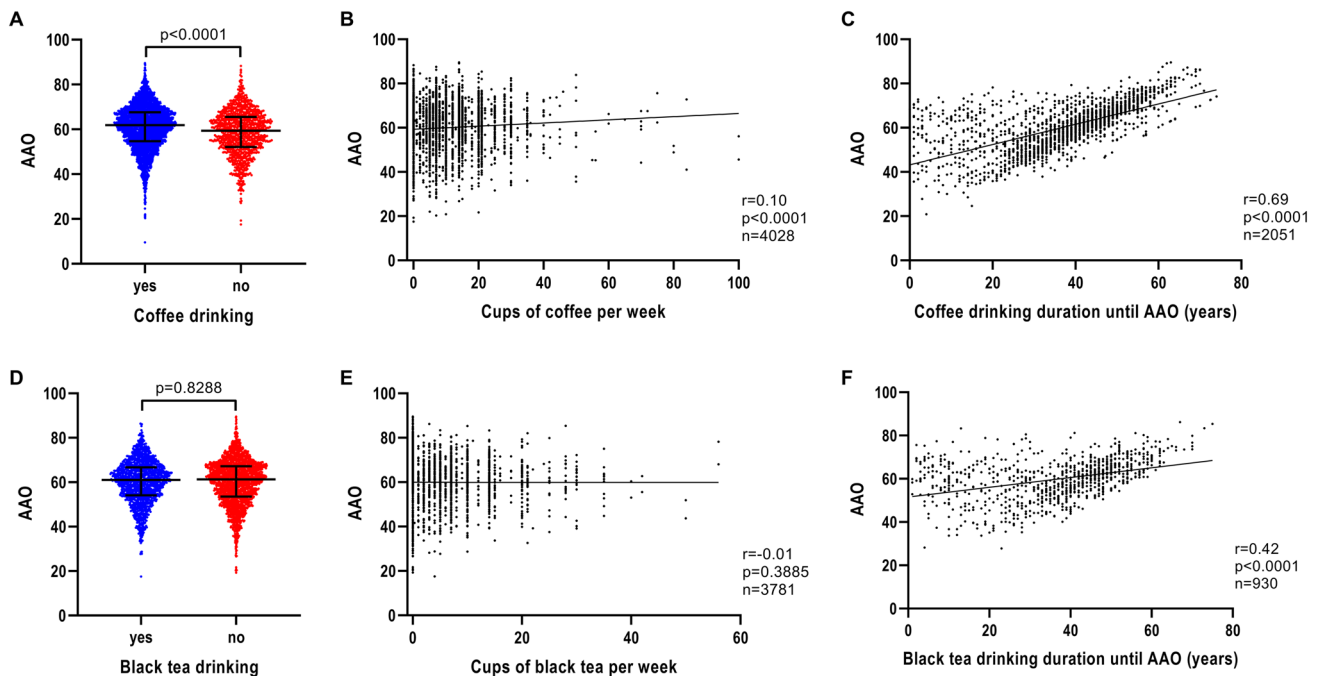 A
p<0.0001
100
80
60
40
20
0
AAO
yes
no
Coffee drinking
B
100
80
60
40
20
0
AAO
0
20
40
60
80
100
Cups of coffee per week
r=0.10
p<0.0001
n=4028
C
100
80
60
40
20
0
AAO
0
20
40
60
80
Coffee drinking duration until AAO (years)
r=0.69
p<0.0001
n=2051
D
p=0.8288
100
80
60
40
20
0
AAO
yes
no
Black tea drinking
E
100
80
60
40
20
0
AAO
0
20
40
60
Cups of black tea per week
r=-0.01
p=0.3885
n=3781
F
100
80
60
40
20
0
AAO
0
20
40
60
80
Black tea drinking duration until AAO (years)
r=0.42
p<0.0001
n=930